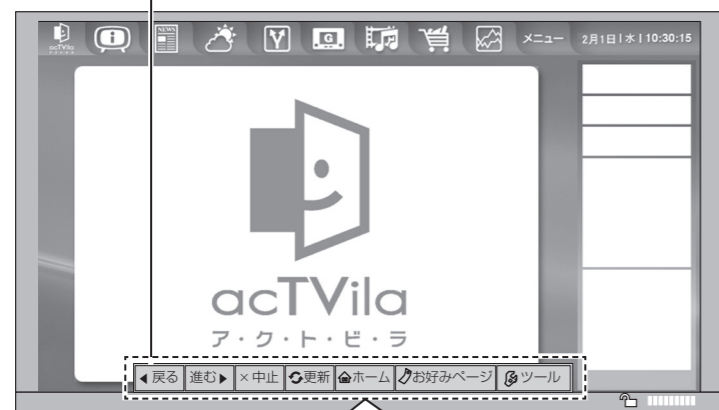 acTVila
NEWS
Y
G
メニュー
2月1日|水|10:30:15
acTVila
ア・ク・ト・ビ・ラ
戻る 進む ×中止 更新 ホーム お好みページ ツール